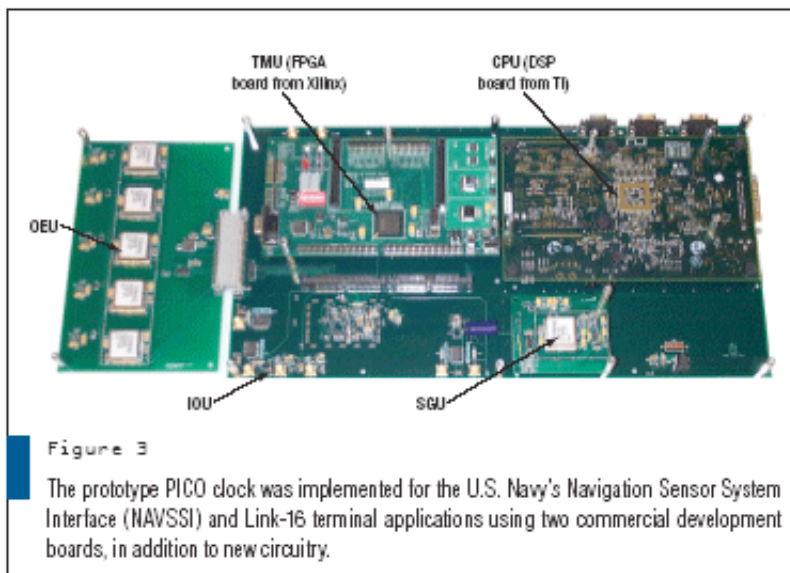 TMU (FPGA
board from Xilinx)
CPU (DSP
board from TI)
OEU
IOU
SGU
Figure 3
The prototype PICO clock was implemented for the U.S. Navy's Navigation Sensor System
Interface (NAVSSI) and Link-16 terminal applications using two commercial development
boards, in addition to new circuitry.